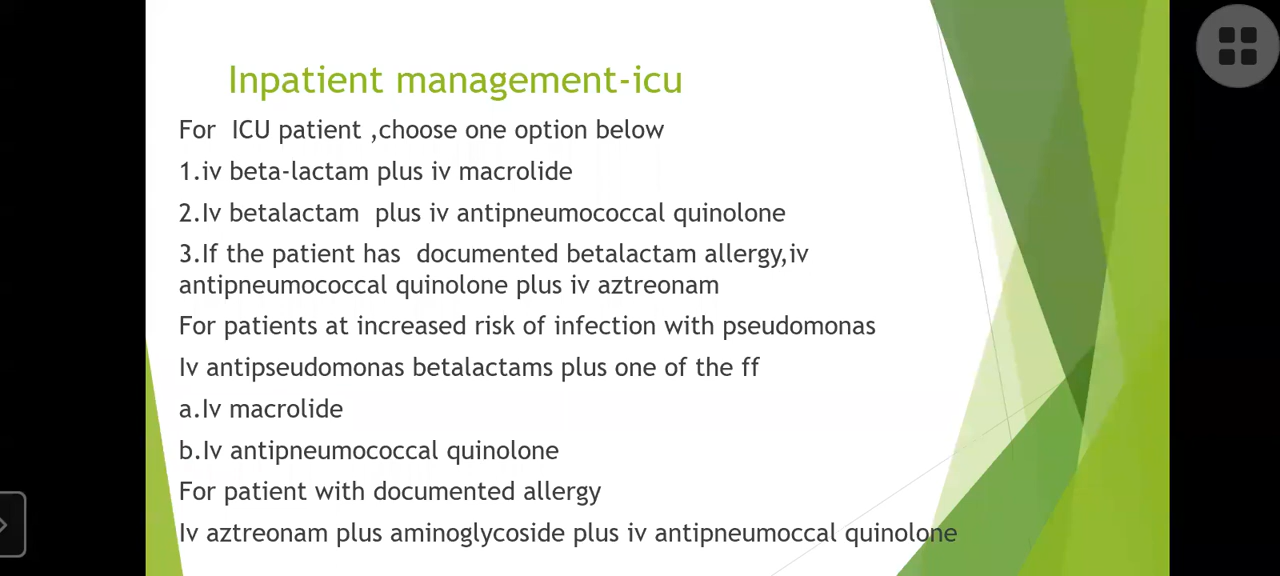 Inpatient management-icu
For  ICU patient ,choose one option below
1.iv beta-lactam plus iv macrolide
2.Iv betalactam  plus iv antipneumococcal quinolone
3.If the patient has  documented betalactam allergy,iv
antipneumococcal quinolone plus iv aztreonam
For patients at increased risk of infection with pseudomonas
Iv antipseudomonas betalactams plus one of the ff
a.Iv macrolide
b.Iv antipneumococcal quinolone
For patient with documented allergy
Iv aztreonam plus aminoglycoside plus iv antipneumoccal quinolone